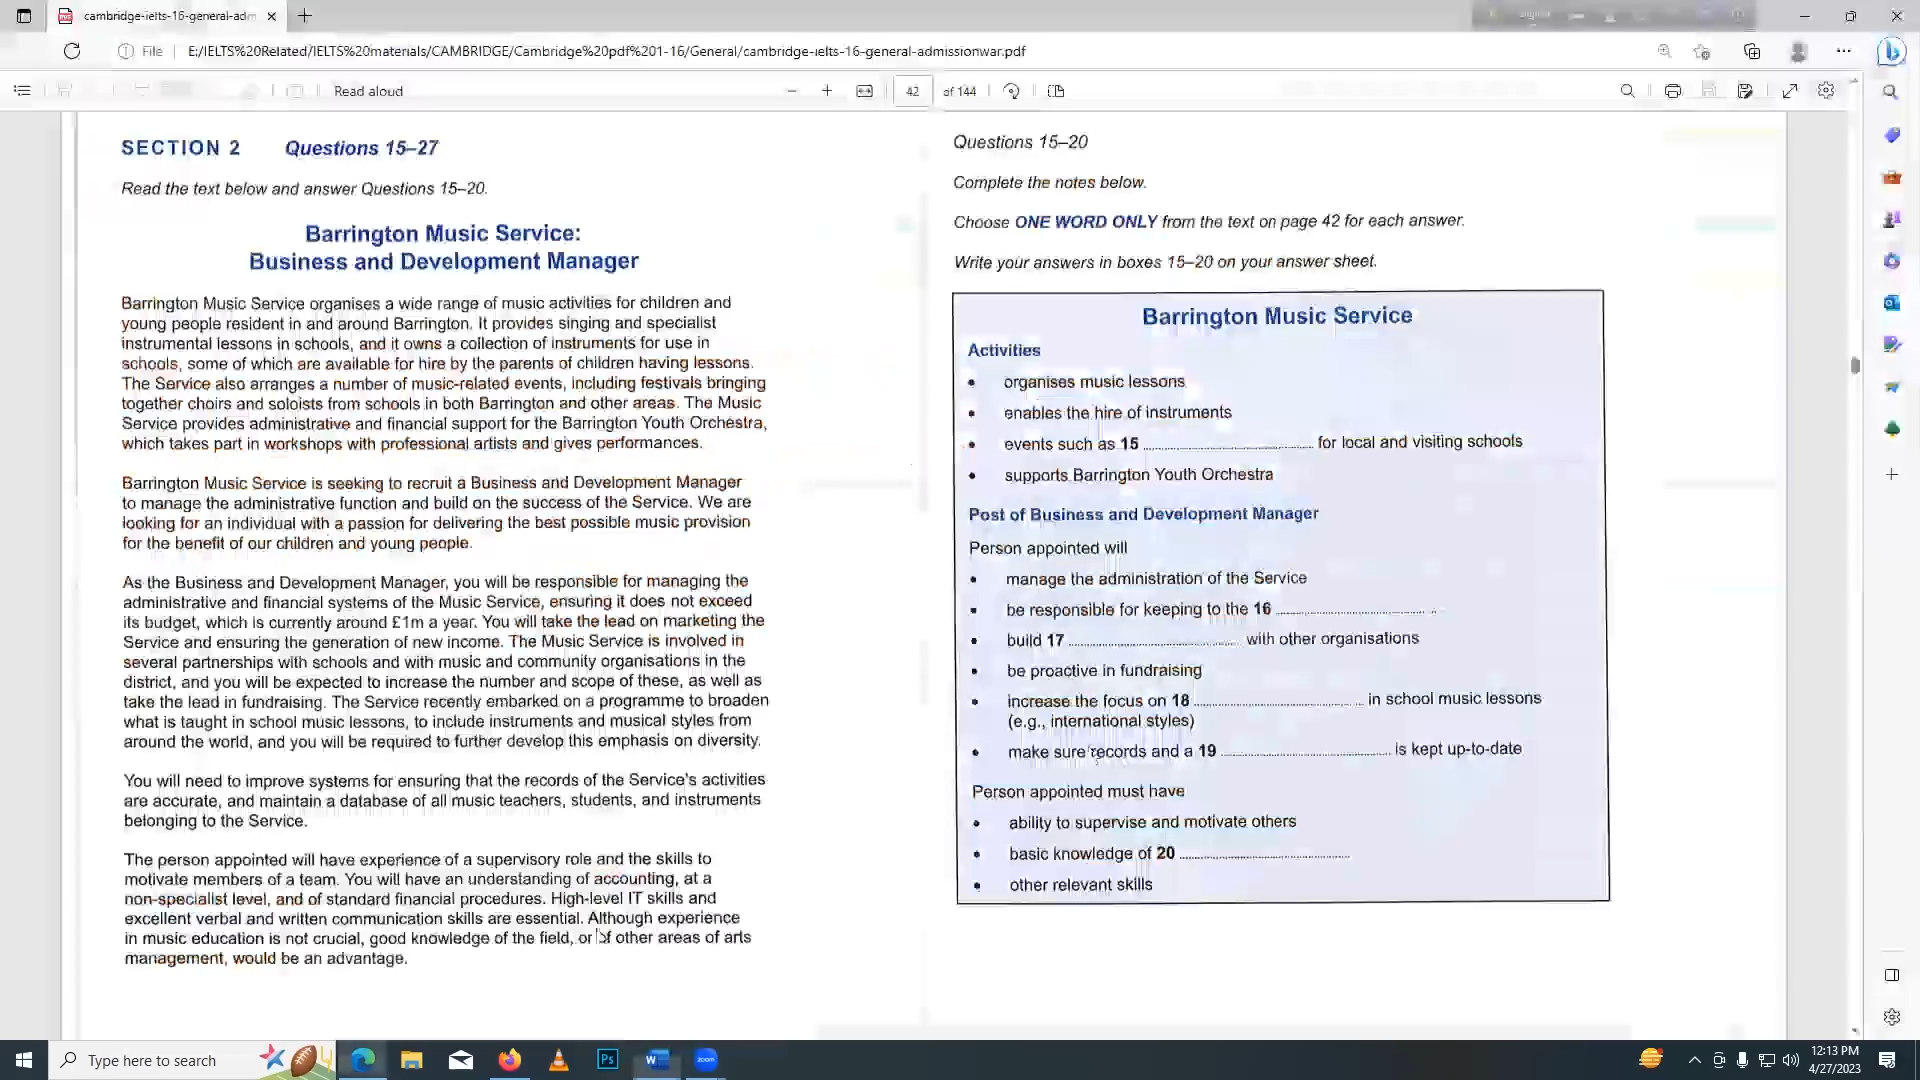 cambridge-ielts-16-general-adm
File
E:/IELTS%20Related/IELTS%20materials/CAMBRIDGE/Cambridge%20pdf%201-16/General/cambridge-ielts-16-general-admissionwar.pdf
Read aloud
42 of 144
SECTION 2 Questions 15–27
Read the text below and answer Questions 15–20.
Barrington Music Service:
Business and Development Manager
Barrington Music Service organises a wide range of music activities for children and
young people resident in and around Barrington. It provides singing and specialist
instrumental lessons in schools, and it owns a collection of instruments for use in
schools, some of which are available for hire by the parents of children having lessons.
The Service also arranges a number of music-related events, including festivals bringing
together choirs and soloists from schools in both Barrington and other areas. The Music
Service provides administrative and financial support for the Barrington Youth Orchestra,
which takes part in workshops with professional artists and gives performances.
Barrington Music Service is seeking to recruit a Business and Development Manager
to manage the administrative function and build on the success of the Service. We are
looking for an individual with a passion for delivering the best possible music provision
for the benefit of our children and young people.
As the Business and Development Manager, you will be responsible for managing the
administrative and financial systems of the Music Service, ensuring it does not exceed
its budget, which is currently around £1m a year. You will take the lead on marketing the
Service and ensuring the generation of new income. The Music Service is involved in
several partnerships with schools and with music and community organisations in the
district, and you will be expected to increase the number and scope of these, as well as
take the lead in fundraising. The Service recently embarked on a programme to broaden
what is taught in school music lessons, to include instruments and musical styles from
around the world, and you will be required to further develop this emphasis on diversity.
You will need to improve systems for ensuring that the records of the Service's activities
are accurate, and maintain a database of all music teachers, students, and instruments
belonging to the Service.
The person appointed will have experience of a supervisory role and the skills to
motivate members of a team. You will have an understanding of accounting, at a
non-specialist level, and of standard financial procedures. High-level IT skills and
excellent verbal and written communication skills are essential. Although experience
in music education is not crucial, good knowledge of the field, or of other areas of arts
management, would be an advantage.
Questions 15–20
Complete the notes below.
Choose ONE WORD ONLY from the text on page 42 for each answer.
Write your answers in boxes 15–20 on your answer sheet.
Barrington Music Service
Activities
• organises music lessons
• enables the hire of instruments
• events such as 15 .......... for local and visiting schools
• supports Barrington Youth Orchestra
Post of Business and Development Manager
Person appointed will
• manage the administration of the Service
• be responsible for keeping to the 16 ..........
• build 17 .......... with other organisations
• be proactive in fundraising
• increase the focus on 18 .......... in school music lessons
(e.g., international styles)
• make sure records and a 19 .......... is kept up-to-date
Person appointed must have
• ability to supervise and motivate others
• basic knowledge of 20 ..........
• other relevant skills
Type here to search
Ps
zoom
12:13 PM
4/27/2023